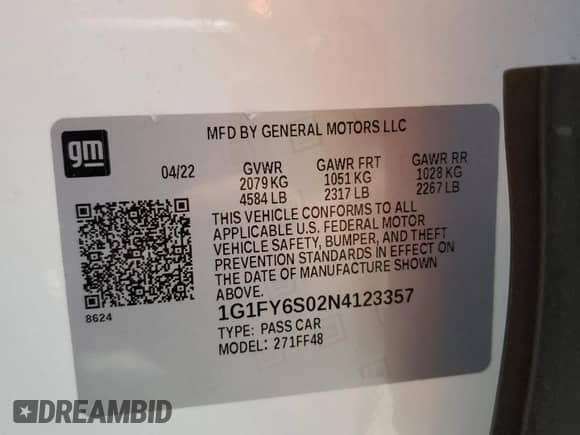 gm
MFD BY GENERAL MOTORS LLC
04/22 GVWR GAWR FRT GAWR RR
2079 KG 1051 KG 1028 KG
4584 LB 2317 LB 2267 LB
THIS VEHICLE CONFORMS TO ALL
APPLICABLE U.S. FEDERAL MOTOR
VEHICLE SAFETY, BUMPER, AND THEFT
PREVENTION STANDARDS IN EFFECT ON
THE DATE OF MANUFACTURE SHOWN
ABOVE.
8624
1G1FY6S02N4123357
TYPE: PASS CAR
MODEL: 271FF48
DREAMBID